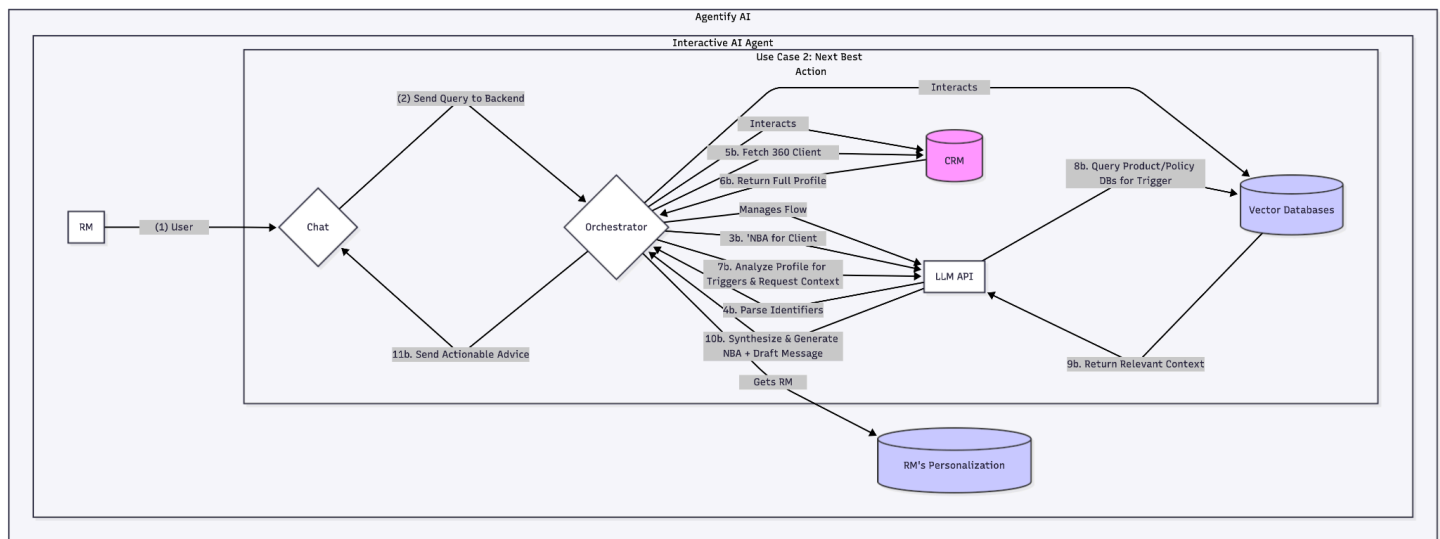 Agentify AI
Interactive AI Agent
Use Case 2: Next Best
Action
(2) Send Query to Backend
Interacts
Interacts
5b. Fetch 360 Client
CRM
6b. Return Full Profile
8b. Query Product/Policy
DBs for Trigger
Manages Flow
Vector Databases
RM
(1) User
Chat
Orchestrator
3b. 'NBA for Client
7b. Analyze Profile for
Triggers & Request Context
LLM API
4b. Parse Identifiers
10b. Synthesize & Generate
NBA + Draft Message
11b. Send Actionable Advice
9b. Return Relevant Context
Gets RM
RM's Personalization